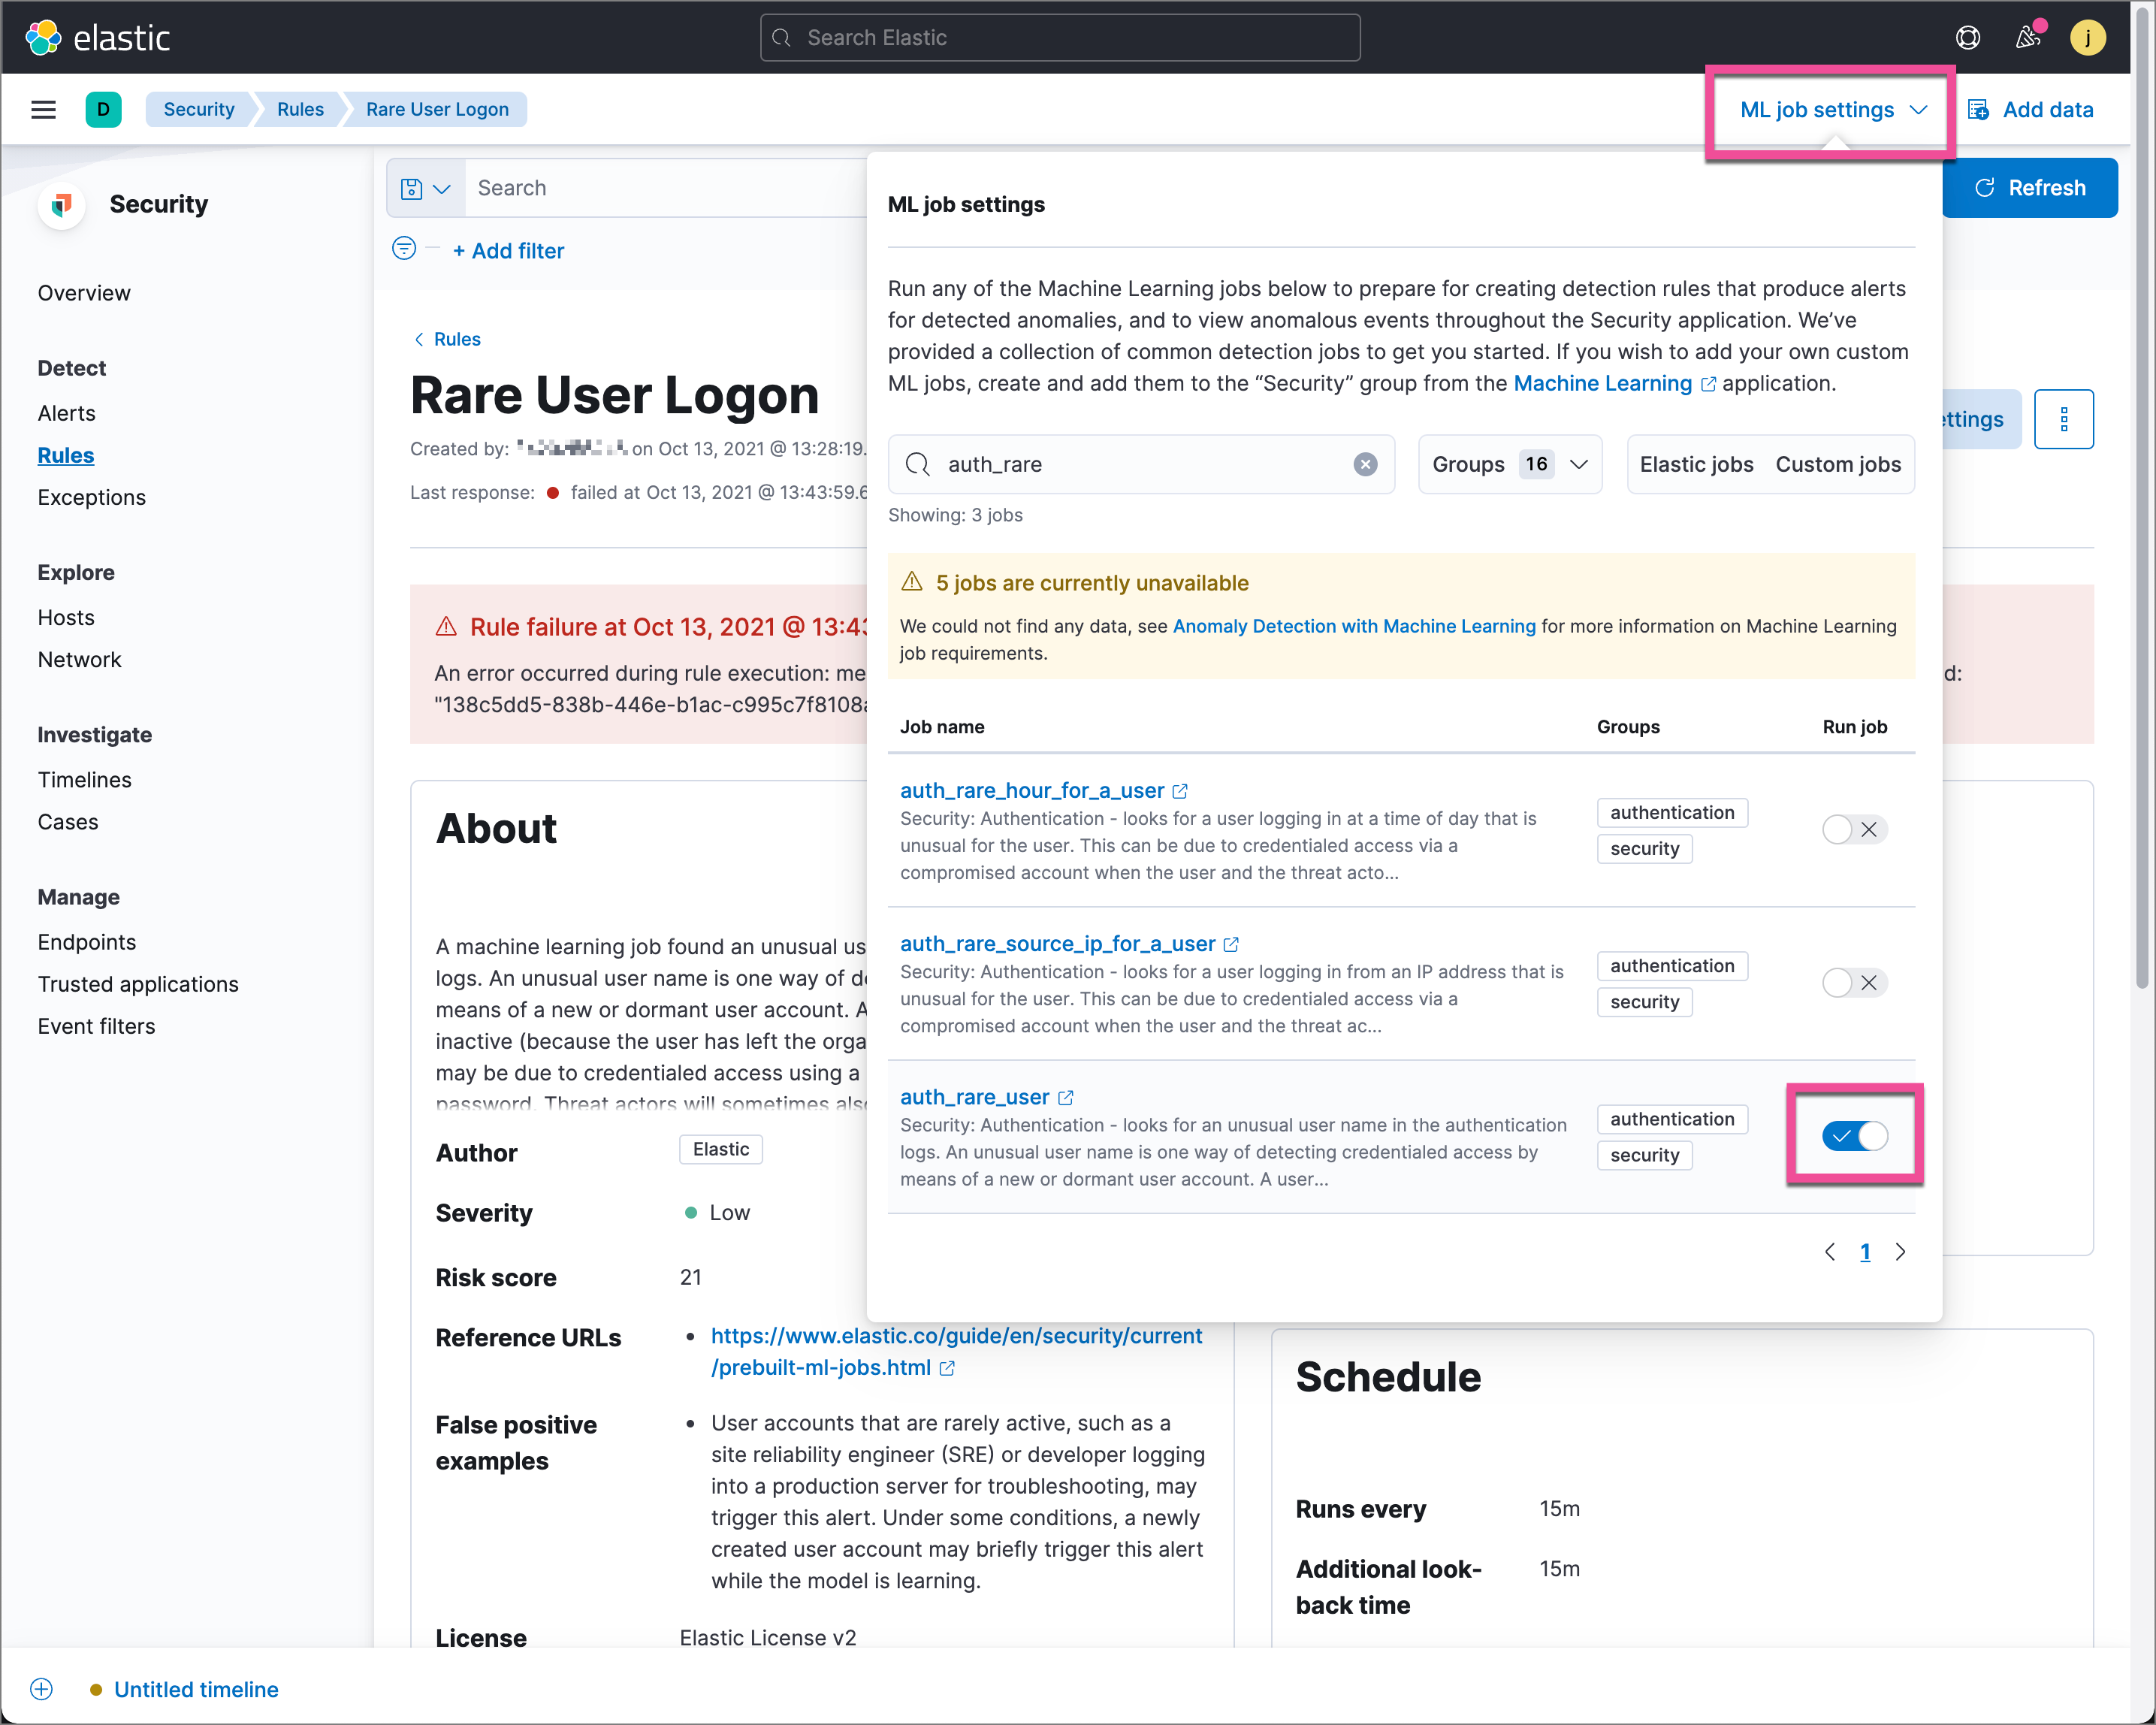 elastic
Search Elastic
j
D
Security
Rules
Rare User Logon
ML job settings
Add data
Security
Overview
Detect
Alerts
Rules
Exceptions
Explore
Hosts
Network
Investigate
Timelines
Cases
Manage
Endpoints
Trusted applications
Event filters
Search
Refresh
+ Add filter
Rules
Rare User Logon
Created by: on Oct 13, 2021 @ 13:28:19.
Last response: failed at Oct 13, 2021 @ 13:43:59.6
Rule failure at Oct 13, 2021 @ 13:43
An error occurred during rule execution: me
"138c5dd5-838b-446e-b1ac-c995c7f8108a
d:
ettings
About
A machine learning job found an unusual us
logs. An unusual user name is one way of de
means of a new or dormant user account. A
inactive (because the user has left the orga
may be due to credentialed access using a
password. Threat actors will sometimes also
Author
Elastic
Severity
Low
Risk score
21
Reference URLs
• https://www.elastic.co/guide/en/security/current
/prebuilt-ml-jobs.html
False positive
examples
• User accounts that are rarely active, such as a
site reliability engineer (SRE) or developer logging
into a production server for troubleshooting, may
trigger this alert. Under some conditions, a newly
created user account may briefly trigger this alert
while the model is learning.
License
Elastic License v2
ML job settings
Run any of the Machine Learning jobs below to prepare for creating detection rules that produce alerts
for detected anomalies, and to view anomalous events throughout the Security application. We’ve
provided a collection of common detection jobs to get you started. If you wish to add your own custom
ML jobs, create and add them to the “Security” group from the Machine Learning application.
auth_rare
Groups 16
Elastic jobs
Custom jobs
Showing: 3 jobs
5 jobs are currently unavailable
We could not find any data, see Anomaly Detection with Machine Learning for more information on Machine Learning
job requirements.
Job name
Groups
Run job
auth_rare_hour_for_a_user
Security: Authentication - looks for a user logging in at a time of day that is
unusual for the user. This can be due to credentialed access via a
compromised account when the user and the threat acto...
authentication
security
auth_rare_source_ip_for_a_user
Security: Authentication - looks for a user logging in from an IP address that is
unusual for the user. This can be due to credentialed access via a
compromised account when the user and the threat ac...
authentication
security
auth_rare_user
Security: Authentication - looks for an unusual user name in the authentication
logs. An unusual user name is one way of detecting credentialed access by
means of a new or dormant user account. A user...
authentication
security
1
Schedule
Runs every
15m
Additional look-
back time
15m
Untitled timeline